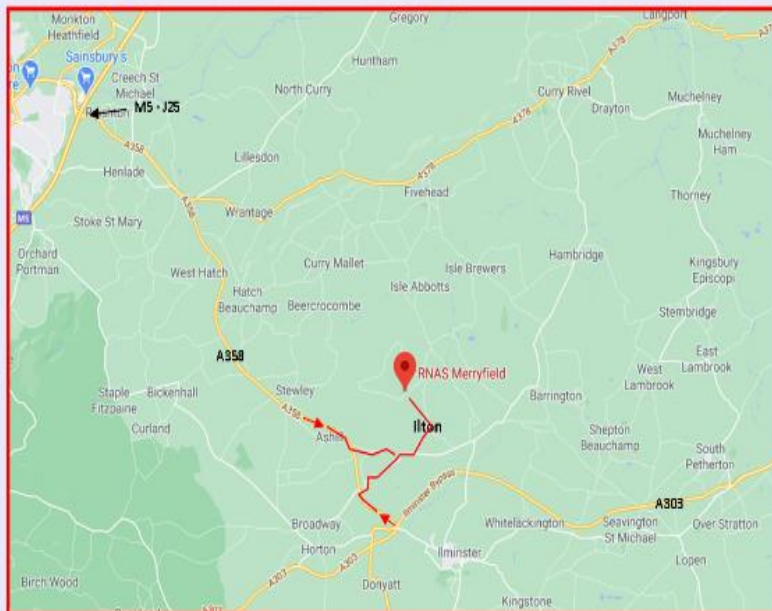 Monkton
Heathfield
Sainsbury's
Creech St
Michael
M5 - J25
Henlade
Stoke St Mary
M5
Orchard
Portman
Gregory
Huntham
North Curry
Lillesdon
Wrantage
A358
A358
A378
A378
A378
Fivehead
Curry Rivel
Langport
A372
Drayton
Muchelney
Muchelney
Ham
Thorney
Hambridge
Kingsbury
Episcopi
Stembridge
East
Lambrook
West
Lambrook
West Hatch
Hatch
Beauchamp
Curry Mallet
Beercrocombe
Isle Brewers
Isle Abbotts
RNAS Merryfield
A358
Staple
Fitzpaine
Bickenhall
Curland
Stewley
A358
Ashill
Ilton
Barrington
Shepton
Beauchamp
South
Petherton
A303
Ilminster Bypass
Broadway
Horton
Whitelackington
Seavington
St Michael
Over Stratton
Lopen
Ilminster
Donyatt
Kingstone
A303
A303
Birch Wood